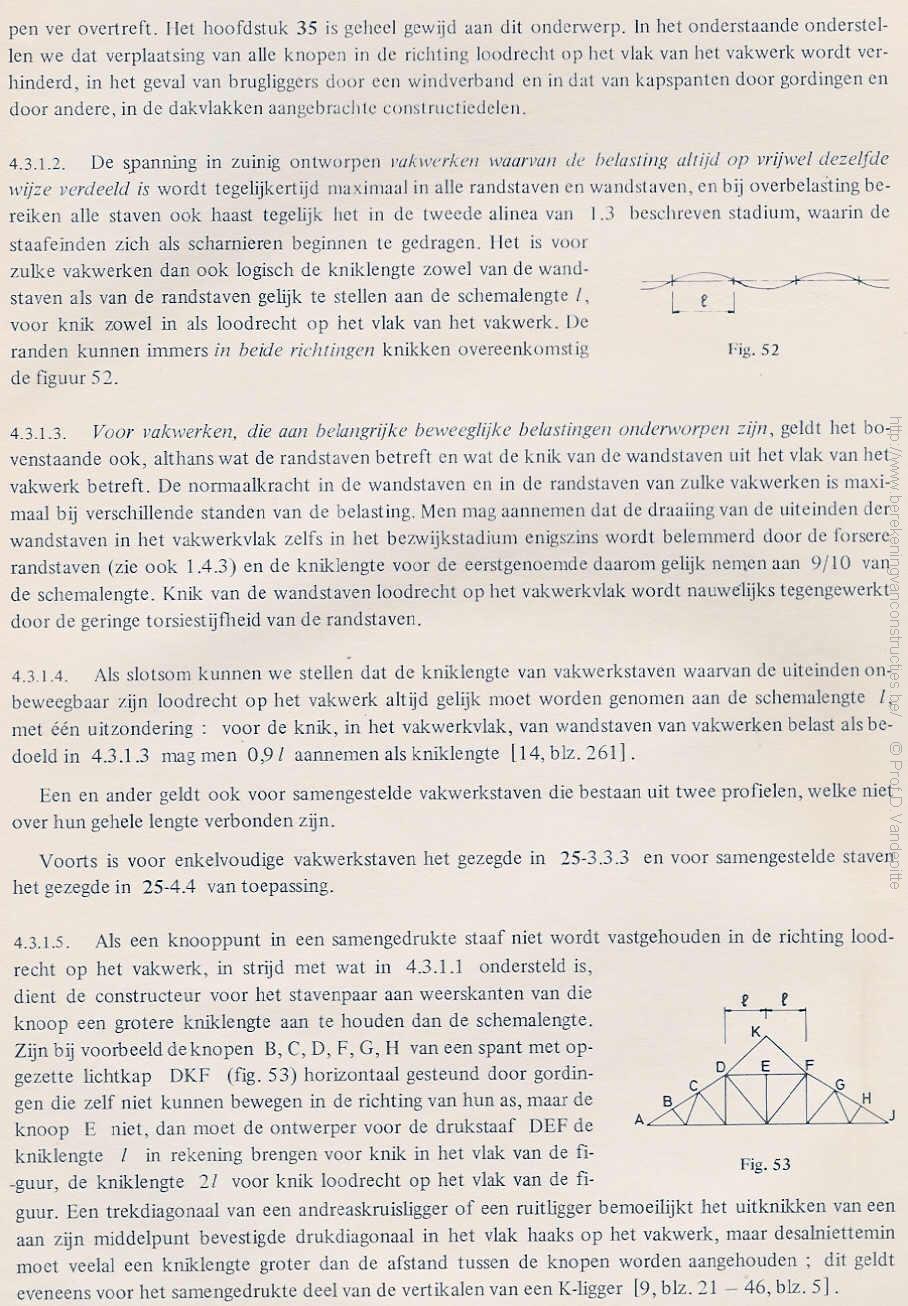 pen ver overtreft. Het hoofdstuk 35 is geheel gewijd aan dit onderwerp. In het onderstaande onderstel-
len we dat verplaatsing van alle knopen in de richting loodrecht op het vlak van het vakwerk wordt ver-
hinderd, in het geval van brugliggers door een windverband en in dat van kapspanten door gordingen en
door andere, in de dakvlakken aangebrachte constructiedelen.
4.3.1.2. De spanning in zuinig ontworpen vakwerken waarvan de belasting altijd op vrijwel dezelfde
wijze verdeeld is wordt tegelijkertijd maximaal in alle randstaven en wandstaven, en bij overbelasting be-
reiken alle staven ook haast tegelijk het in de tweede alinea van 1.3 beschreven stadium, waarin de
staafeinden zich als scharnieren beginnen te gedragen. Het is voor
zulke vakwerken dan ook logisch de kniklengte zowel van de wand-
staven als van de randstaven gelijk te stellen aan de schemalengte l,
voor knik zowel in als loodrecht op het vlak van het vakwerk. De
randen kunnen immers in beide richtingen knikken overeenkomstig
de figuur 52.
ℓ
Fig. 52
4.3.1.3. Voor vakwerken, die aan belangrijke beweeglijke belastingen onderworpen zijn, geldt het bo-
venstaande ook, althans wat de randstaven betreft en wat de knik van de wandstaven uit het vlak van het
vakwerk betreft. De normaalkracht in de wandstaven en in de randstaven van zulke vakwerken is maxi-
maal bij verschillende standen van de belasting. Men mag aannemen dat de draaiing van de uiteinden der
wandstaven in het vakwerkvlak zelfs in het bezwijkstadium enigszins wordt belemmerd door de forsere
randstaven (zie ook 1.4.3) en de kniklengte voor de eerstgenoemde daarom gelijk nemen aan 9/10 van
de schemalengte. Knik van de wandstaven loodrecht op het vakwerkvlak wordt nauwelijks tegengewerkt
door de geringe torsiestijfheid van de randstaven.
4.3.1.4. Als slotsom kunnen we stellen dat de kniklengte van vakwerkstaven waarvan de uiteinden on-
beweegbaar zijn loodrecht op het vakwerk altijd gelijk moet worden genomen aan de schemalengte l,
met één uitzondering : voor de knik, in het vakwerkvlak, van wandstaven van vakwerken belast als be-
doeld in 4.3.1.3 mag men 0,9 l aannemen als kniklengte [14, blz. 261].
Een en ander geldt ook voor samengestelde vakwerkstaven die bestaan uit twee profielen, welke niet
over hun gehele lengte verbonden zijn.
Voorts is voor enkelvoudige vakwerkstaven het gezegde in 25-3.3.3 en voor samengestelde staven
het gezegde in 25-4.4 van toepassing.
4.3.1.5. Als een knooppunt in een samengedrukte staaf niet wordt vastgehouden in de richting lood-
recht op het vakwerk, in strijd met wat in 4.3.1.1 ondersteld is,
dient de constructeur voor het stavenpaar aan weerskanten van die
knoop een grotere kniklengte aan te houden dan de schemalengte.
Zijn bij voorbeeld de knopen B, C, D, F, G, H van een spant met op-
gezette lichtkap DKF (fig. 53) horizontaal gesteund door gordin-
gen die zelf niet kunnen bewegen in de richting van hun as, maar de
knoop E niet, dan moet de ontwerper voor de drukstaaf DEF de
kniklengte l in rekening brengen voor knik in het vlak van de fi-
-guur, de kniklengte 2l voor knik loodrecht op het vlak van de fi-
guur. Een trekdiagonaal van een andreaskruisligger of een ruitligger bemoeilijkt het uitknikken van een
aan zijn middelpunt bevestigde drukdiagonaal in het vlak haaks op het vakwerk, maar desalniettemin
moet veelal een kniklengte groter dan de afstand tussen de knopen worden aangehouden ; dit geldt
eveneens voor het samengedrukte deel van de vertikalen van een K-ligger [9, blz. 21 – 46, blz. 5].
ℓ ℓ
K
D E F
C G
B H
A J
Fig. 53
http://www.berekeningvanconstructies.be/ © Prof.D.Vandepitte